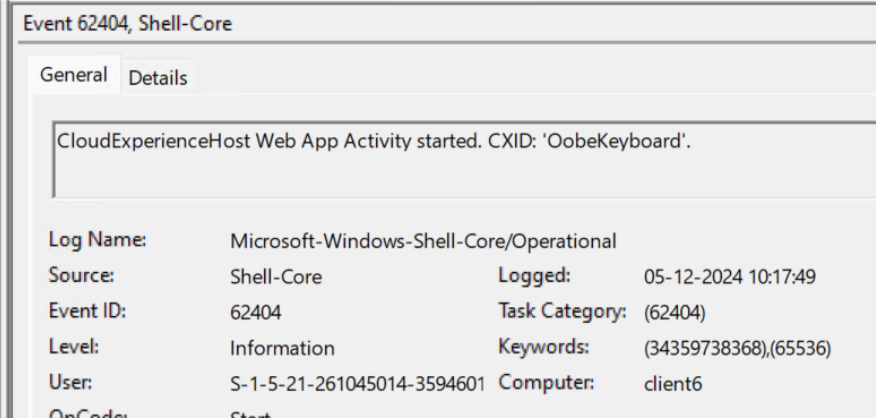 Event 62404, Shell-Core
General Details
CloudExperienceHost Web App Activity started. CXID: 'OobeKeyboard'.
Log Name: Microsoft-Windows-Shell-Core/Operational
Source: Shell-Core Logged: 05-12-2024 10:17:49
Event ID: 62404 Task Category: (62404)
Level: Information Keywords: (34359738368),(65536)
User: S-1-5-21-261045014-3594601 Computer: client6
OpCode: Start